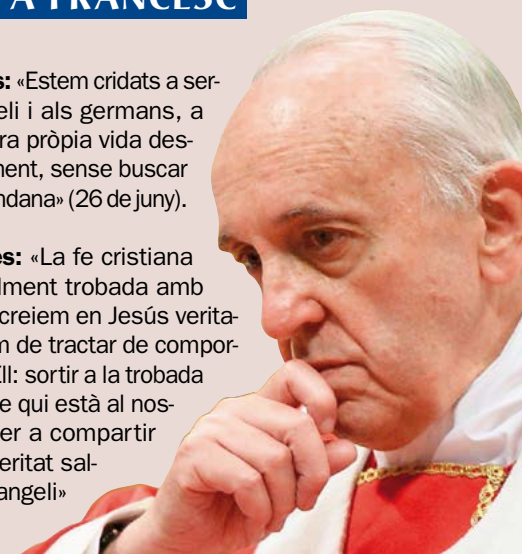 A FRANCESC
s: «Estem cridats a ser-
eli i als germans, a
ra pròpia vida des-
nent, sense buscar
ndana» (26 de juny).
es: «La fe cristiana
lment trobada amb
creiem en Jesús verita-
m de tractar de compor-
Ell: sortir a la trobada
e qui està al nos-
er a compartir
eritat sal-
angeli»